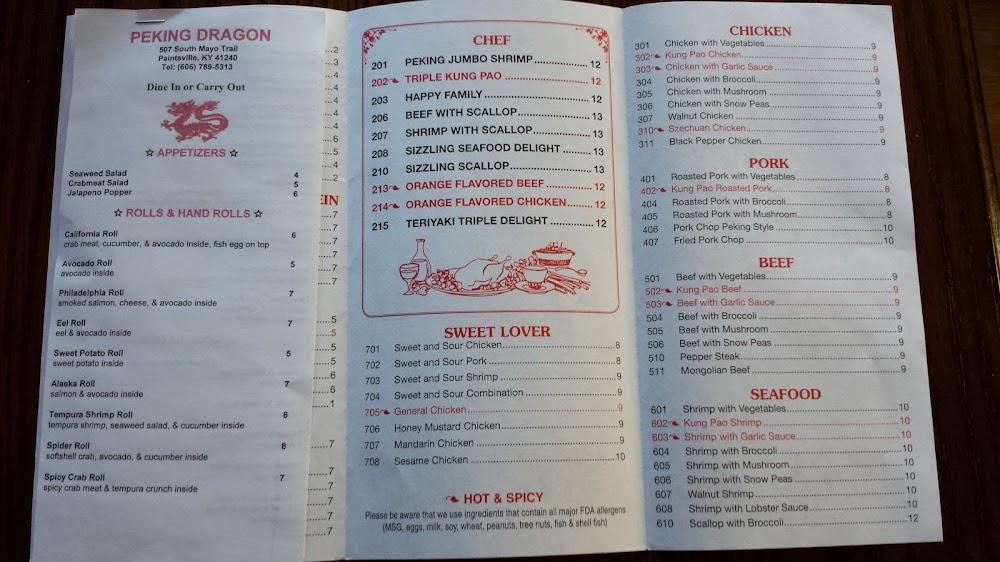 PEKING DRAGON
507 South Mayo Trail
Paintsville, KY 41240
Tel: (606) 789-5313
Dine In or Carry Out
☆ APPETIZERS ☆
Seaweed Salad 4
Crabmeat Salad 5
Jalapeno Popper 6
☆ ROLLS & HAND ROLLS ☆
California Roll 6
crab meat, cucumber, & avocado inside, fish egg on top
Avocado Roll 5
avocado inside
Philadelphia Roll 7
smoked salmon, cheese, & avocado inside
Eel Roll 7
eel & avocado inside
Sweet Potato Roll 5
sweet potato inside
Alaska Roll 7
salmon & avocado inside
Tempura Shrimp Roll 8
tempura shrimp, seaweed salad, & cucumber inside
Spider Roll 8
softshell crab, avocado, & cucumber inside
Spicy Crab Roll 7
spicy crab meat & tempura crunch inside
CHEF
201 PEKING JUMBO SHRIMP 12
202 TRIPLE KUNG PAO 12
203 HAPPY FAMILY 12
206 BEEF WITH SCALLOP 13
207 SHRIMP WITH SCALLOP 13
208 SIZZLING SEAFOOD DELIGHT 13
210 SIZZLING SCALLOP 13
213 ORANGE FLAVORED BEEF 12
214 ORANGE FLAVORED CHICKEN 12
215 TERIYAKI TRIPLE DELIGHT 12
SWEET LOVER
701 Sweet and Sour Chicken 8
702 Sweet and Sour Pork 8
703 Sweet and Sour Shrimp 9
704 Sweet and Sour Combination 9
705 General Chicken 9
706 Honey Mustard Chicken 9
707 Mandarin Chicken 9
708 Sesame Chicken 10
HOT & SPICY
Please be aware that we use ingredients that contain all major FDA allergens
(MSG, eggs, milk, soy, wheat, peanuts, tree nuts, fish & shell fish)
CHICKEN
301 Chicken with Vegetables 9
302 Kung Pao Chicken 9
303 Chicken with Garlic Sauce 9
304 Chicken with Broccoli 9
305 Chicken with Mushroom 9
306 Chicken with Snow Peas 9
307 Walnut Chicken 9
310 Szechuan Chicken 9
311 Black Pepper Chicken 9
PORK
401 Roasted Pork with Vegetables 8
402 Kung Pao Roasted Pork 8
404 Roasted Pork with Broccoli 8
405 Roasted Pork with Mushroom 8
406 Pork Chop Peking Style 10
407 Fried Pork Chop 10
BEEF
501 Beef with Vegetables 9
502 Kung Pao Beef 9
503 Beef with Garlic Sauce 9
504 Beef with Broccoli 9
505 Beef with Mushroom 9
506 Beef with Snow Peas 9
510 Pepper Steak 9
511 Mongolian Beef 9
SEAFOOD
601 Shrimp with Vegetables 10
602 Kung Pao Shrimp 10
603 Shrimp with Garlic Sauce 10
604 Shrimp with Broccoli 10
605 Shrimp with Mushroom 10
606 Shrimp with Snow Peas 10
607 Walnut Shrimp 10
608 Shrimp with Lobster Sauce 10
610 Scallop with Broccoli 12